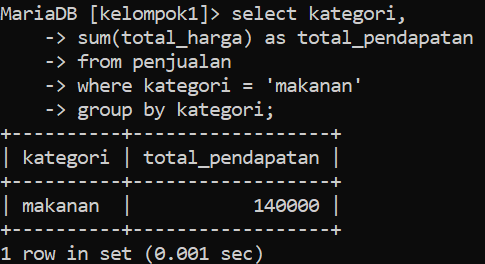 MariaDB [kelompok1]> select kategori,
    -> sum(total_harga) as total_pendapatan
    -> from penjualan
    -> where kategori = 'makanan'
    -> group by kategori;
+----------+------------------+
| kategori | total_pendapatan |
+----------+------------------+
| makanan  |           140000 |
+----------+------------------+
1 row in set (0.001 sec)